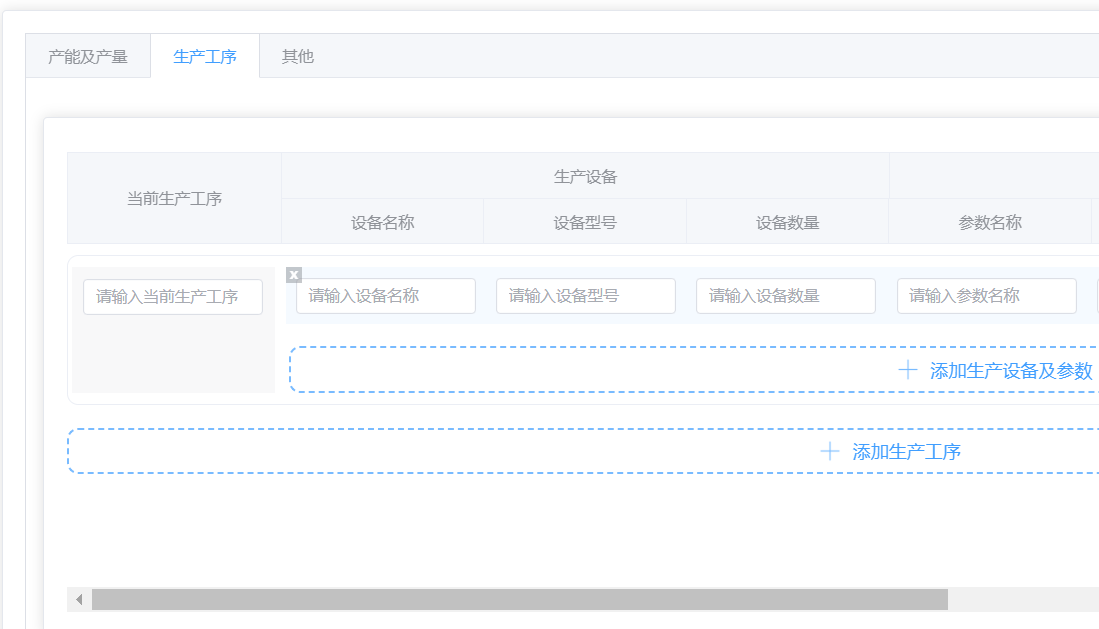 产能及产量 生产工序 其他
当前生产工序 生产设备
设备名称 设备型号 设备数量 参数名称
x
请输入当前生产工序 请输入设备名称 请输入设备型号 请输入设备数量 请输入参数名称
添加生产设备及参数
添加生产工序